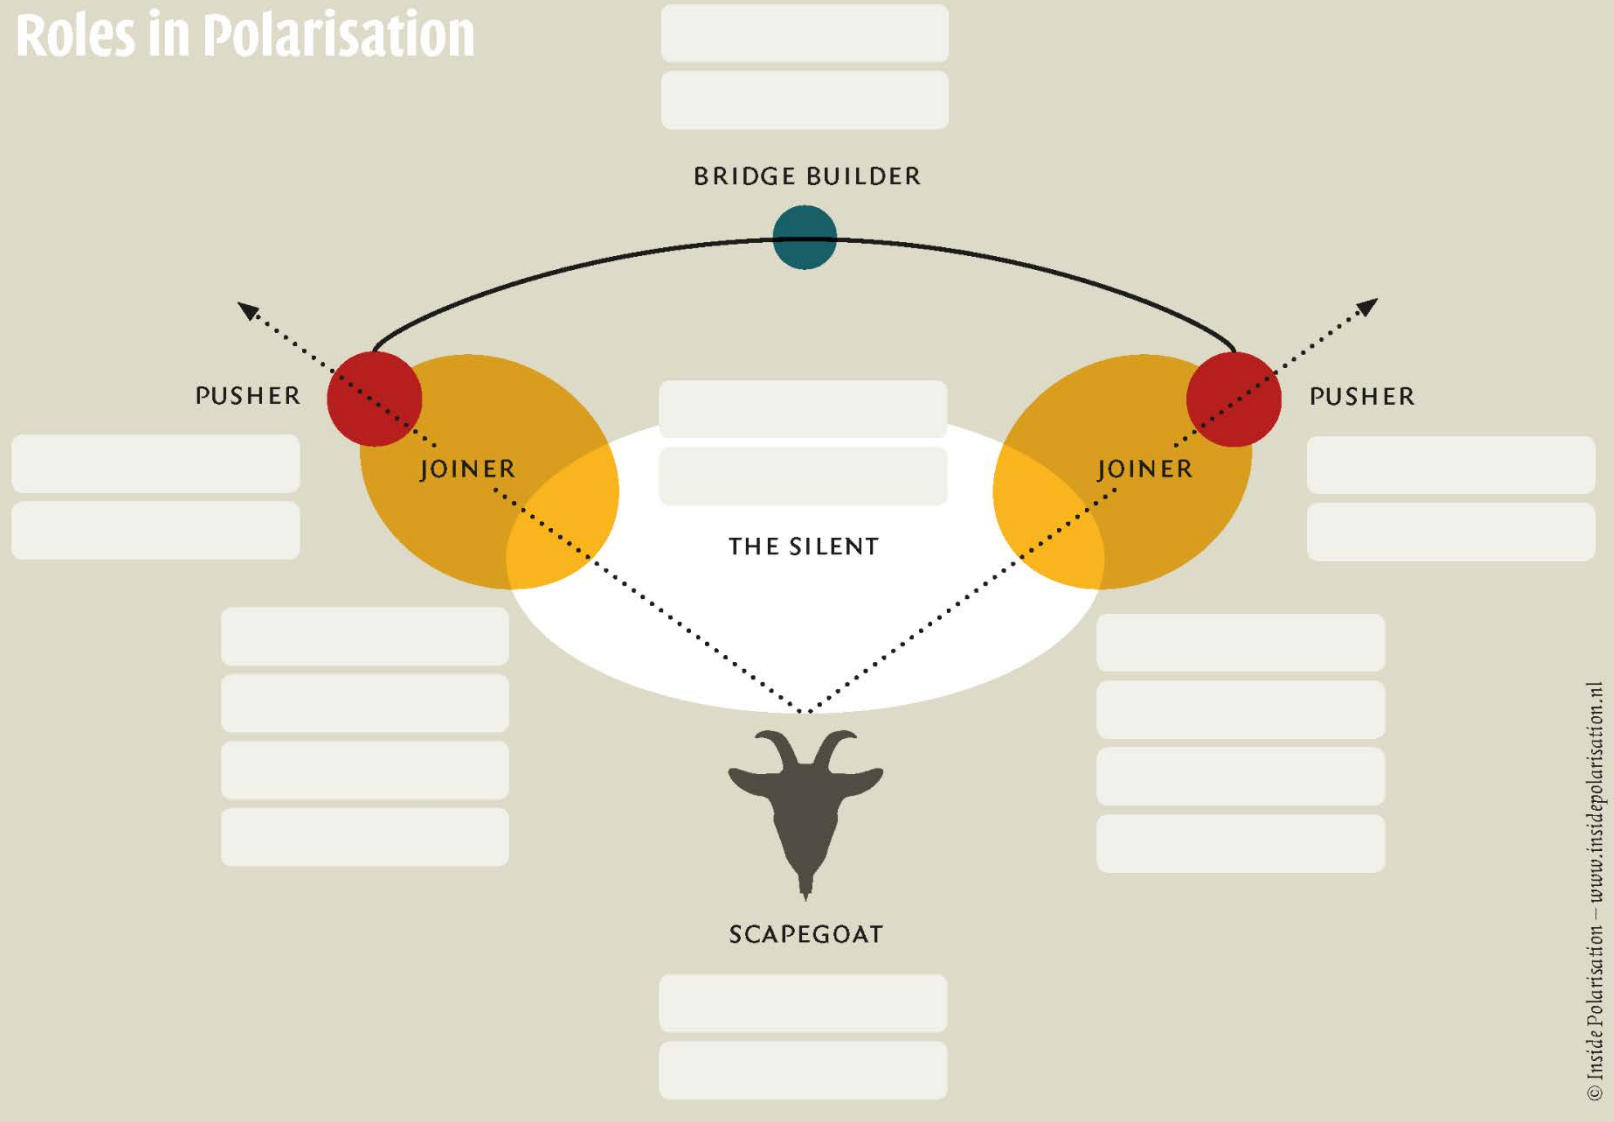 Roles in Polarisation
BRIDGE BUILDER
PUSHER
PUSHER
JOINER
JOINER
THE SILENT
SCAPEGOAT
© Inside Polarisation – www.insidepolarisation.nl